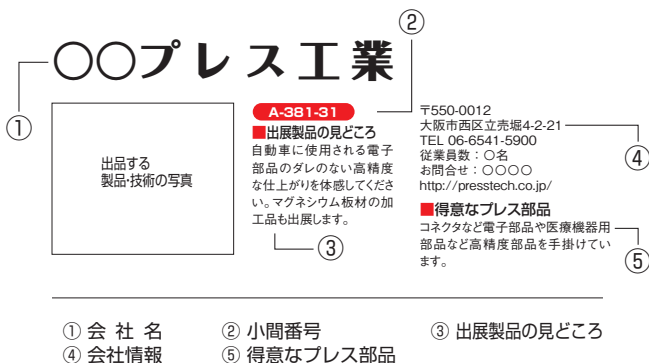 ②
○○プレス工業
①
A-381-31
■出展製品の見どころ
自動車に使用される電子
部品のダレのない高精度
な仕上がりを体感してくださ
い。マグネシウム板材の加
工品も出展します。
③
出品する
製品・技術の写真
〒550-0012
大阪市西区立売堀4-2-21
TEL 06-6541-5900
従業員数：○名
お問合せ：○○○○
http://presstech.co.jp/
④
■得意なプレス部品
コネクタなど電子部品や医療機器用
部品など高精度部品を手掛けてい
ます。
⑤
① 会 社 名 ② 小間番号 ③ 出展製品の見どころ
④ 会社情報 ⑤ 得意なプレス部品